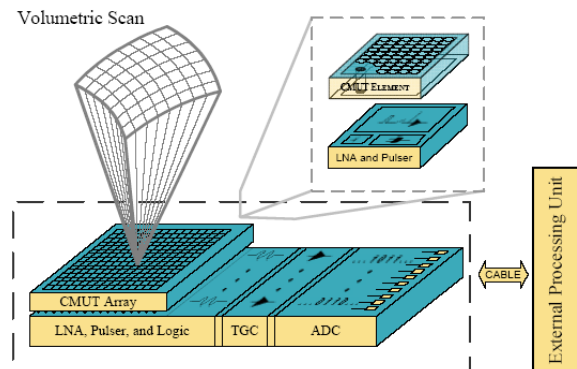 Volumetric Scan
CMUT ELEMENT
LNA and Pulser
CMUT Array
LNA, Pulser, and Logic
TGC
ADC
CABLE
External Processing Unit